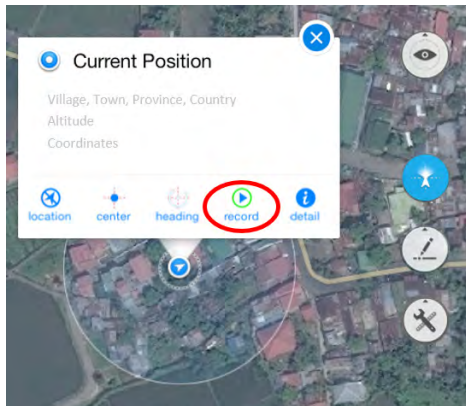 Current Position
Village, Town, Province, Country
Altitude
Coordinates
location center heading record detail